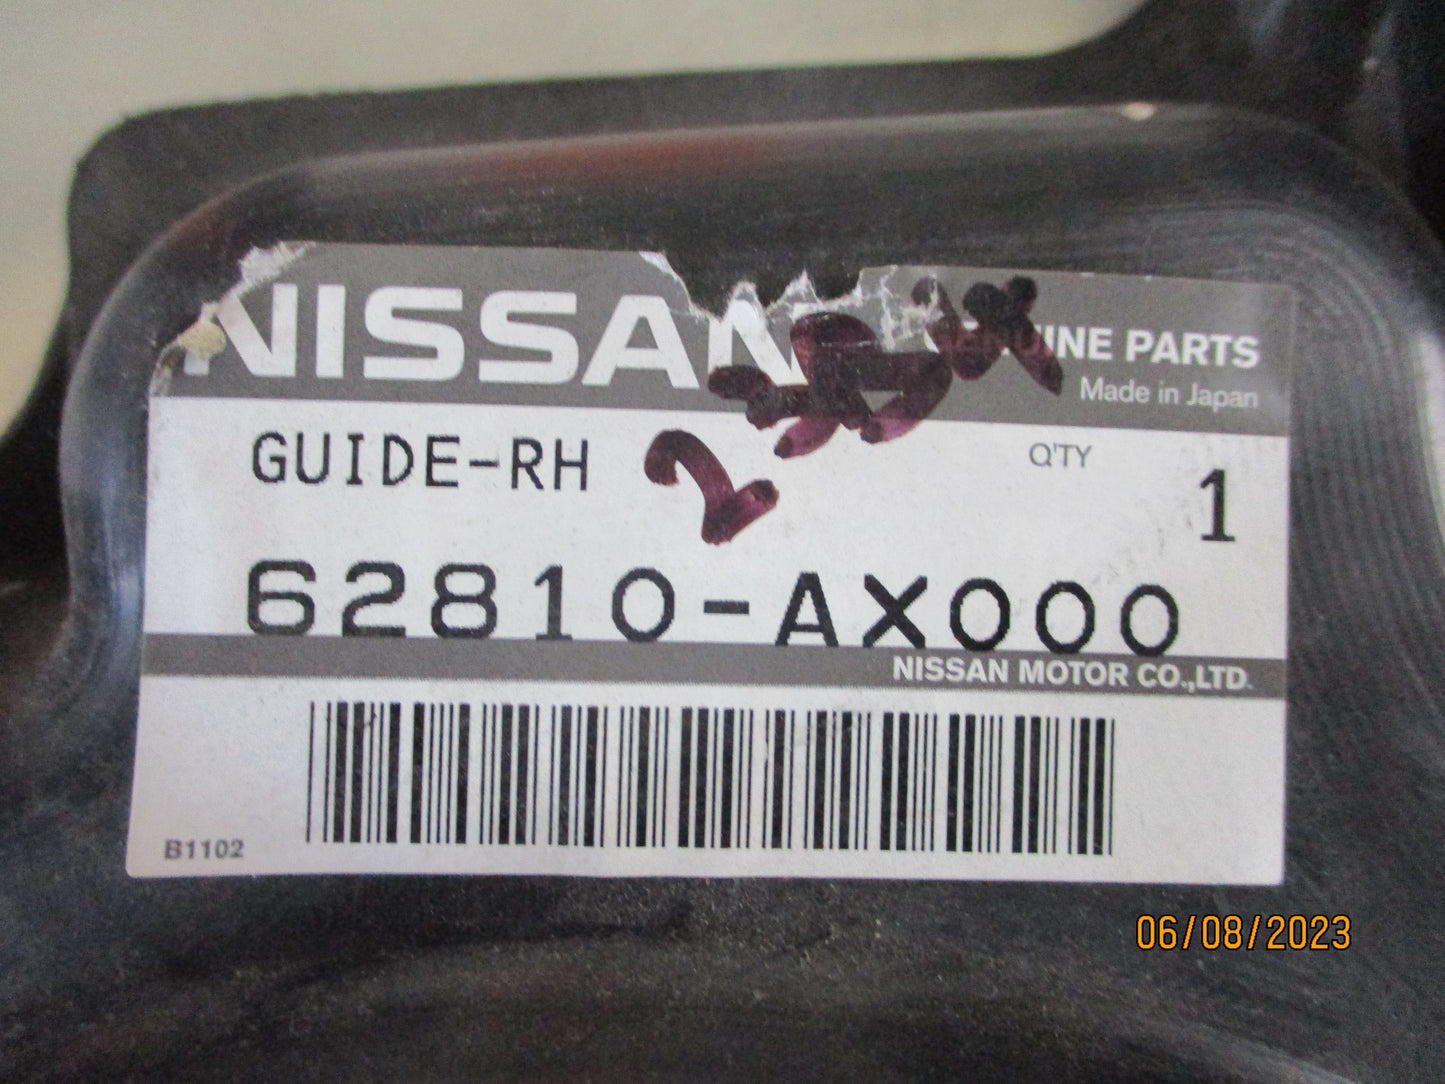 NISSAN
GENUINE PARTS
Made in Japan
GUIDE-RH
Q'TY
1
62810-AX000
NISSAN MOTOR CO.,LTD.
B1102
06/08/2023